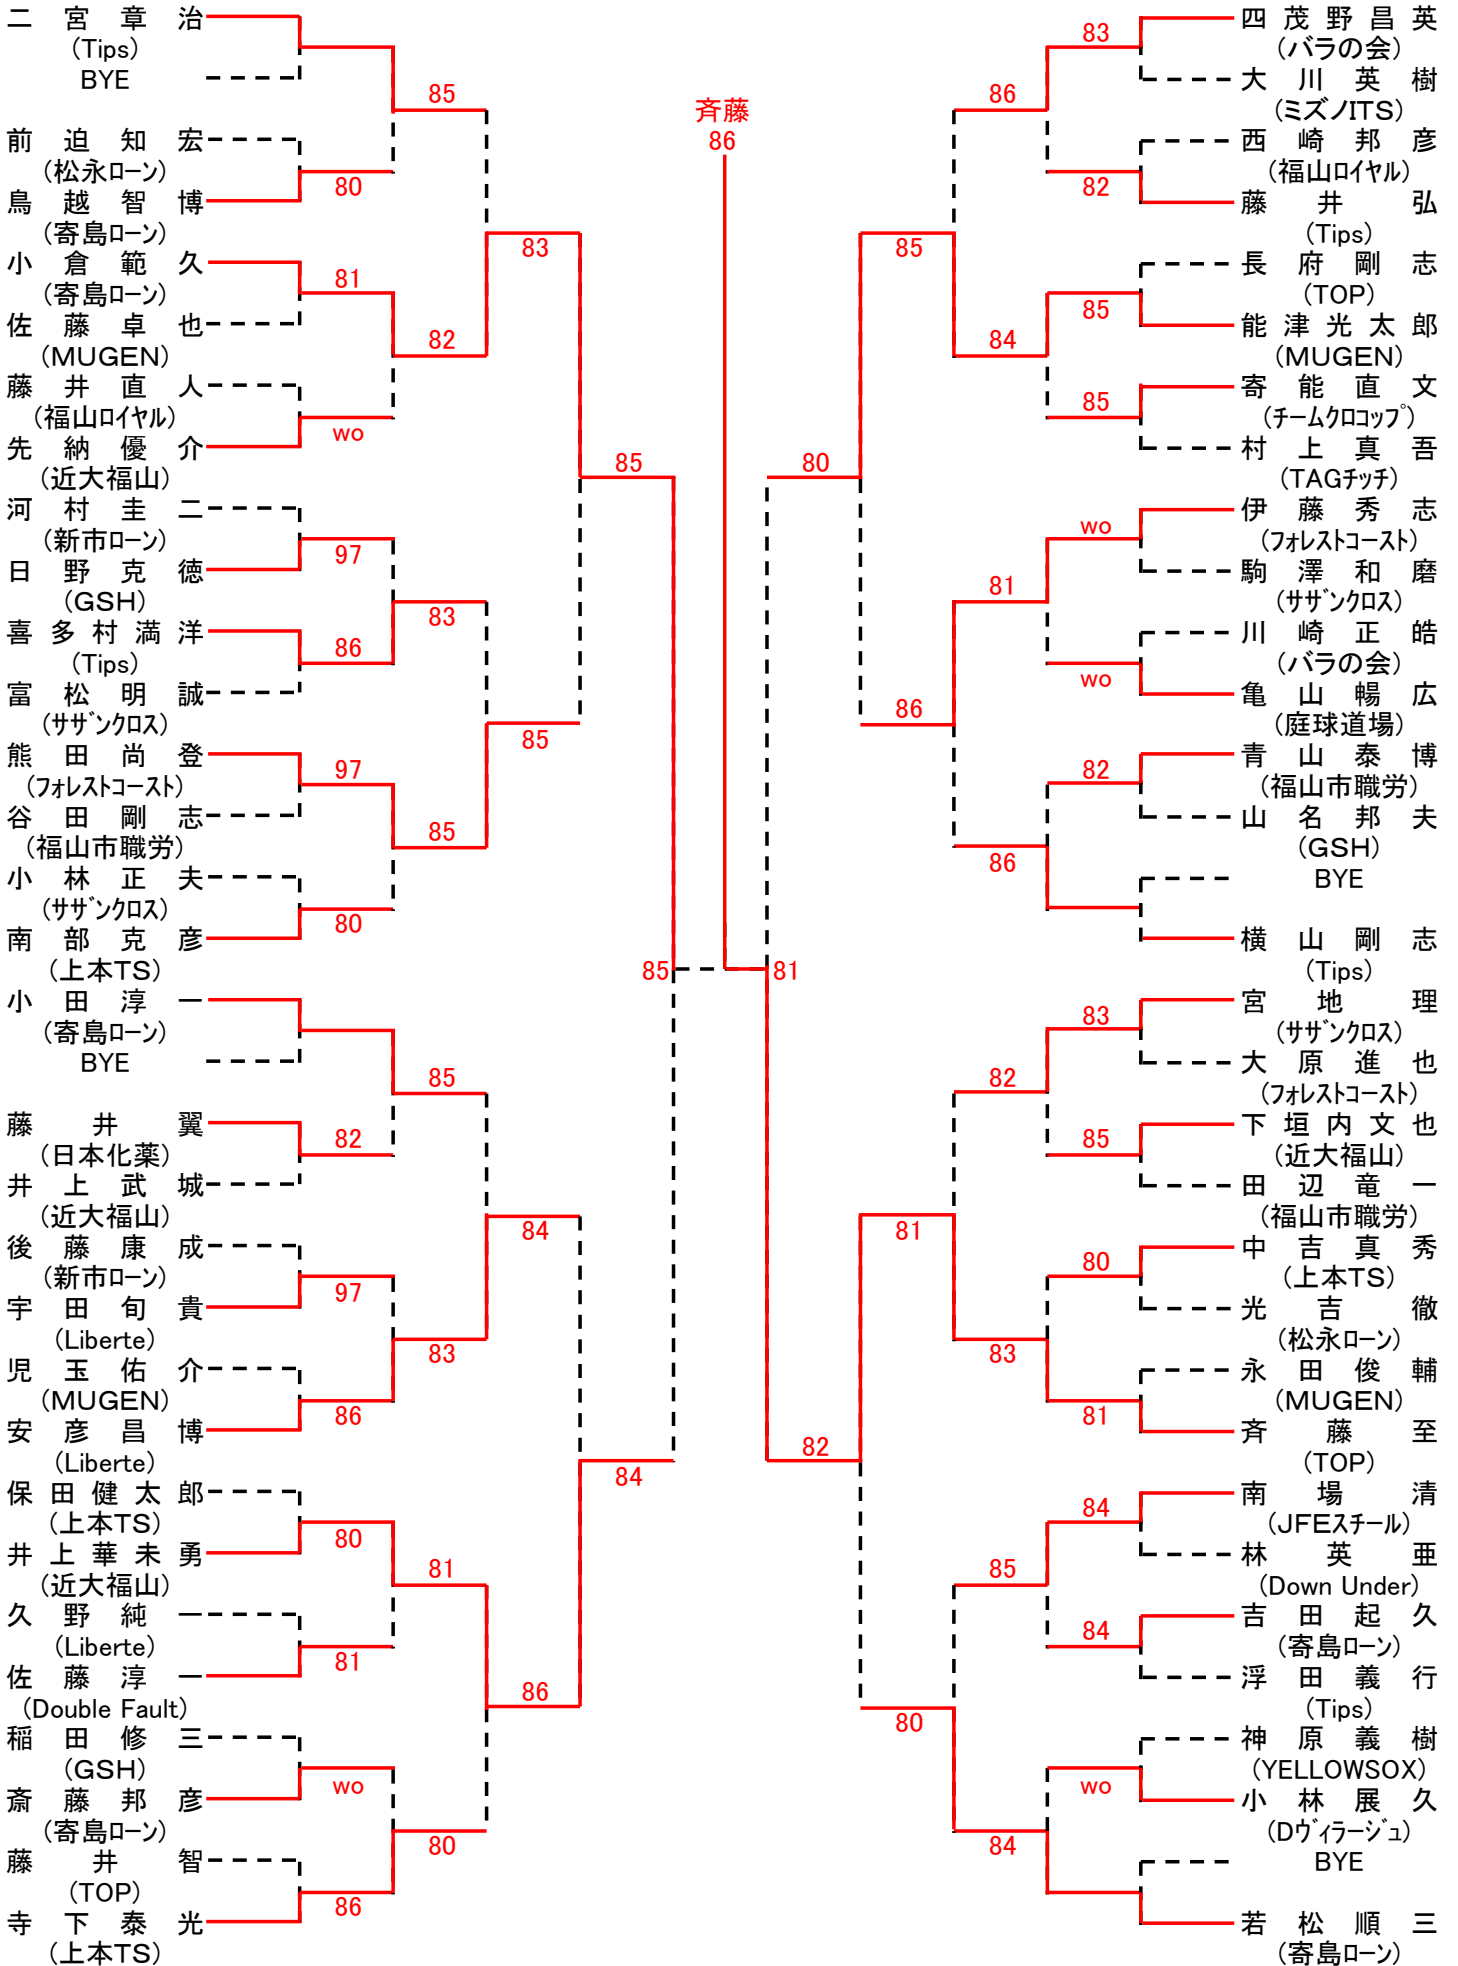 二宮章治
(Tips)
BYE
前迫知宏
(松永ローン)
鳥越智博
(寄島ローン)
小倉範久
(寄島ローン)
佐藤卓也
(MUGEN)
藤井直人
(福山ロイヤル)
先納優介
(近大福山)
河村圭二
(新市ローン)
日野克徳
(GSH)
喜多村満洋
(Tips)
富松明誠
(サザンクロス)
熊田尚登
(フォレストコースト)
谷田剛志
(福山市職労)
小林正夫
(サザンクロス)
南部克彦
(上本TS)
小田淳一
(寄島ローン)
BYE
藤井翼
(日本化薬)
井上武城
(近大福山)
後藤康成
(新市ローン)
宇田旬貴
(Liberte)
児玉佑介
(MUGEN)
安彦昌博
(Liberte)
保田健太郎
(上本TS)
井上華未勇
(近大福山)
久野純一
(Liberte)
佐藤淳一
(Double Fault)
稲田修三
(GSH)
斎藤邦彦
(寄島ローン)
藤井智
(TOP)
寺下泰光
(上本TS)
80
81
wo
97
86
97
80
82
97
86
80
81
wo
86
85
82
83
85
85
83
81
80
83
85
84
86
85
84
85
斉藤
86
81
80
82
85
86
81
80
86
84
81
86
82
83
85
84
83
82
85
85
wo
wo
82
83
85
80
81
84
84
wo
四茂野昌英
(バラの会)
大川英樹
(ミズノITS)
西崎邦彦
(福山ロイヤル)
藤井弘
(Tips)
長府剛志
(TOP)
能津光太郎
(MUGEN)
寄能直文
(チームクロコップ)
村上真吾
(TAGチッチ)
伊藤秀志
(フォレストコースト)
駒澤和磨
(サザンクロス)
川崎正皓
(バラの会)
亀山暢広
(庭球道場)
青山泰博
(福山市職労)
山名邦夫
(GSH)
BYE
横山剛志
(Tips)
宮地理
(サザンクロス)
大原進也
(フォレストコースト)
下垣内文也
(近大福山)
田辺竜一
(福山市職労)
中吉真秀
(上本TS)
光吉徹
(松永ローン)
永田俊輔
(MUGEN)
斉藤至
(TOP)
南場清
(JFEスチール)
林英亜
(Down Under)
吉田起久
(寄島ローン)
浮田義行
(Tips)
神原義樹
(YELLOWSOX)
小林展久
(Dヴィラージュ)
BYE
若松順三
(寄島ローン)